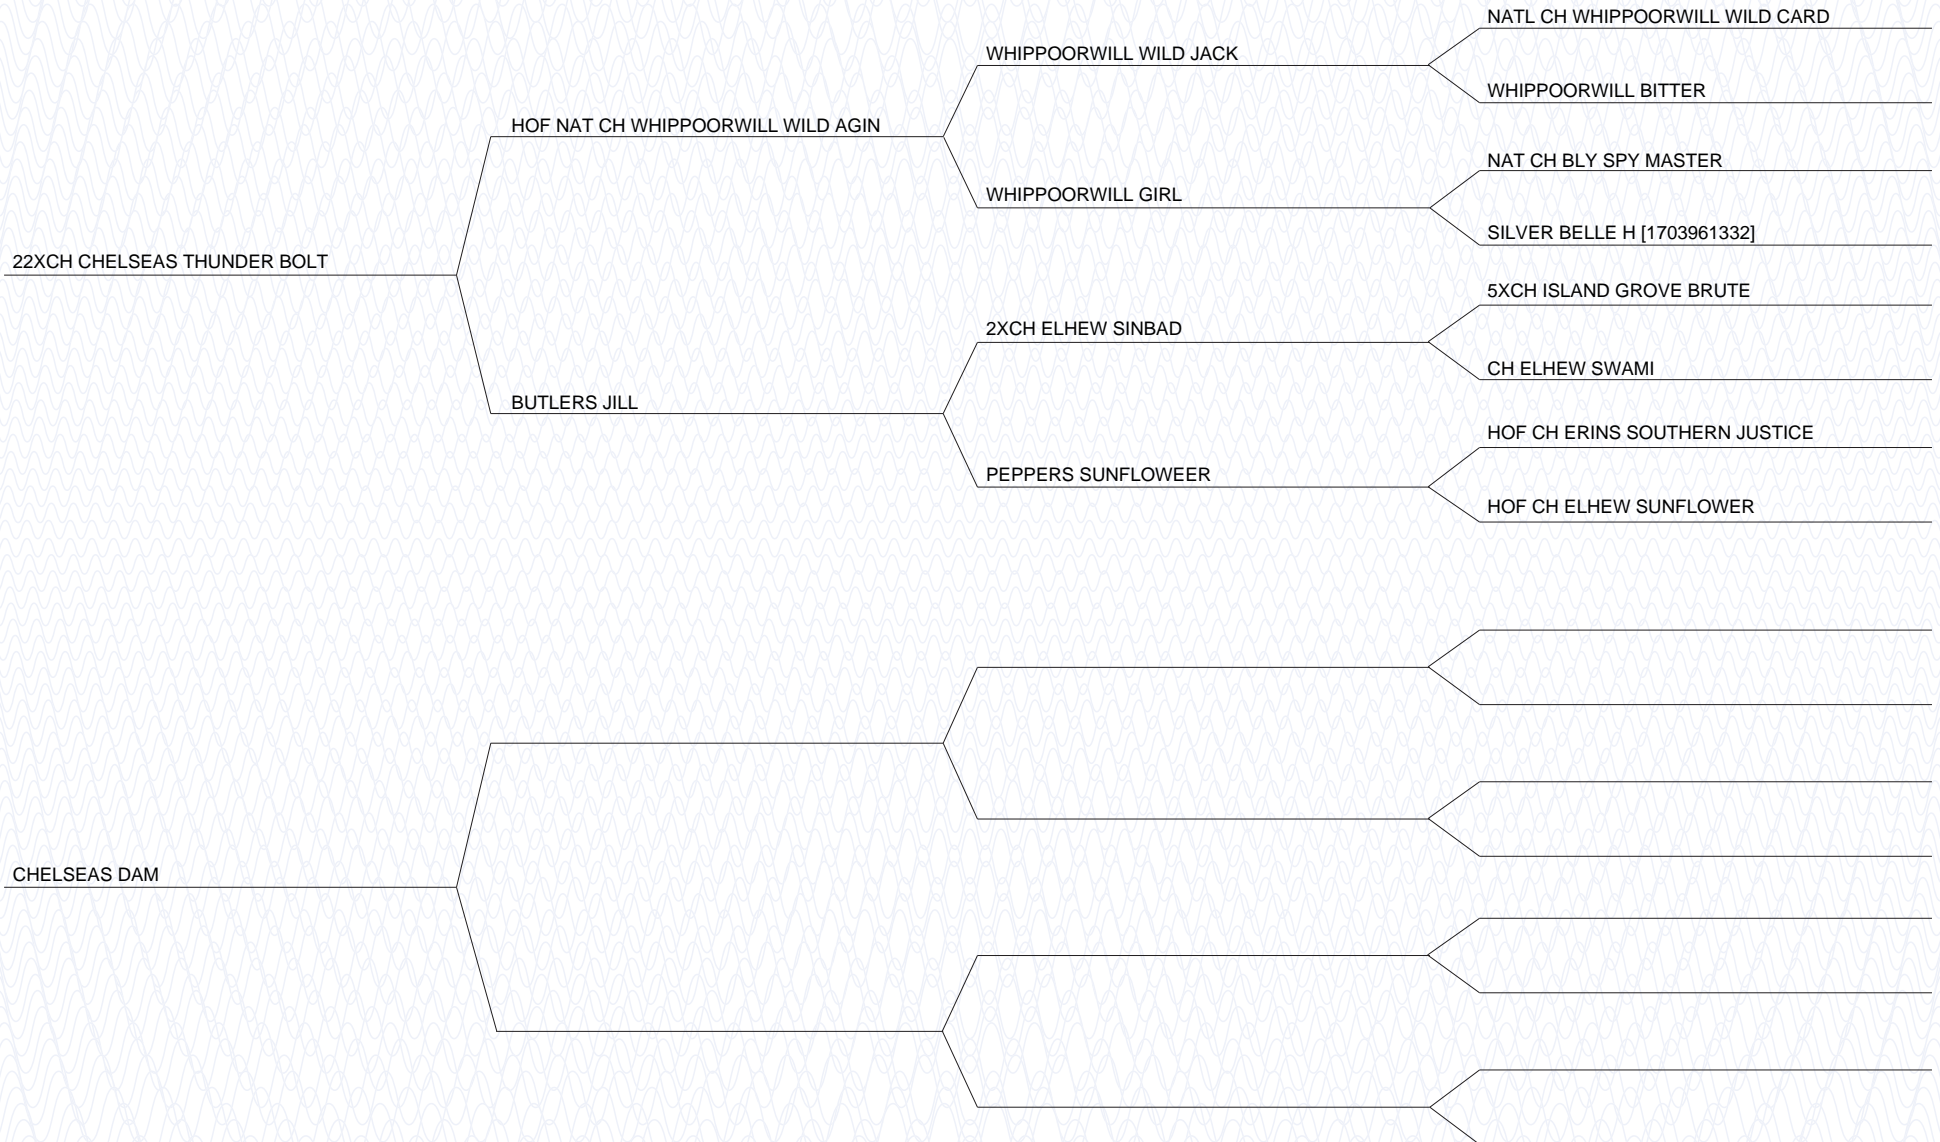 NATL CH WHIPPOORWILL WILD CARD
WHIPPOORWILL WILD JACK
WHIPPOORWILL BITTER
HOF NAT CH WHIPPOORWILL WILD AGIN
NAT CH BLY SPY MASTER
WHIPPOORWILL GIRL
SILVER BELLE H [1703961332]
22XCH CHELSEAS THUNDER BOLT
5XCH ISLAND GROVE BRUTE
2XCH ELHEW SINBAD
CH ELHEW SWAMI
BUTLERS JILL
HOF CH ERINS SOUTHERN JUSTICE
PEPPERS SUNFLOWEER
HOF CH ELHEW SUNFLOWER
CHELSEAS DAM